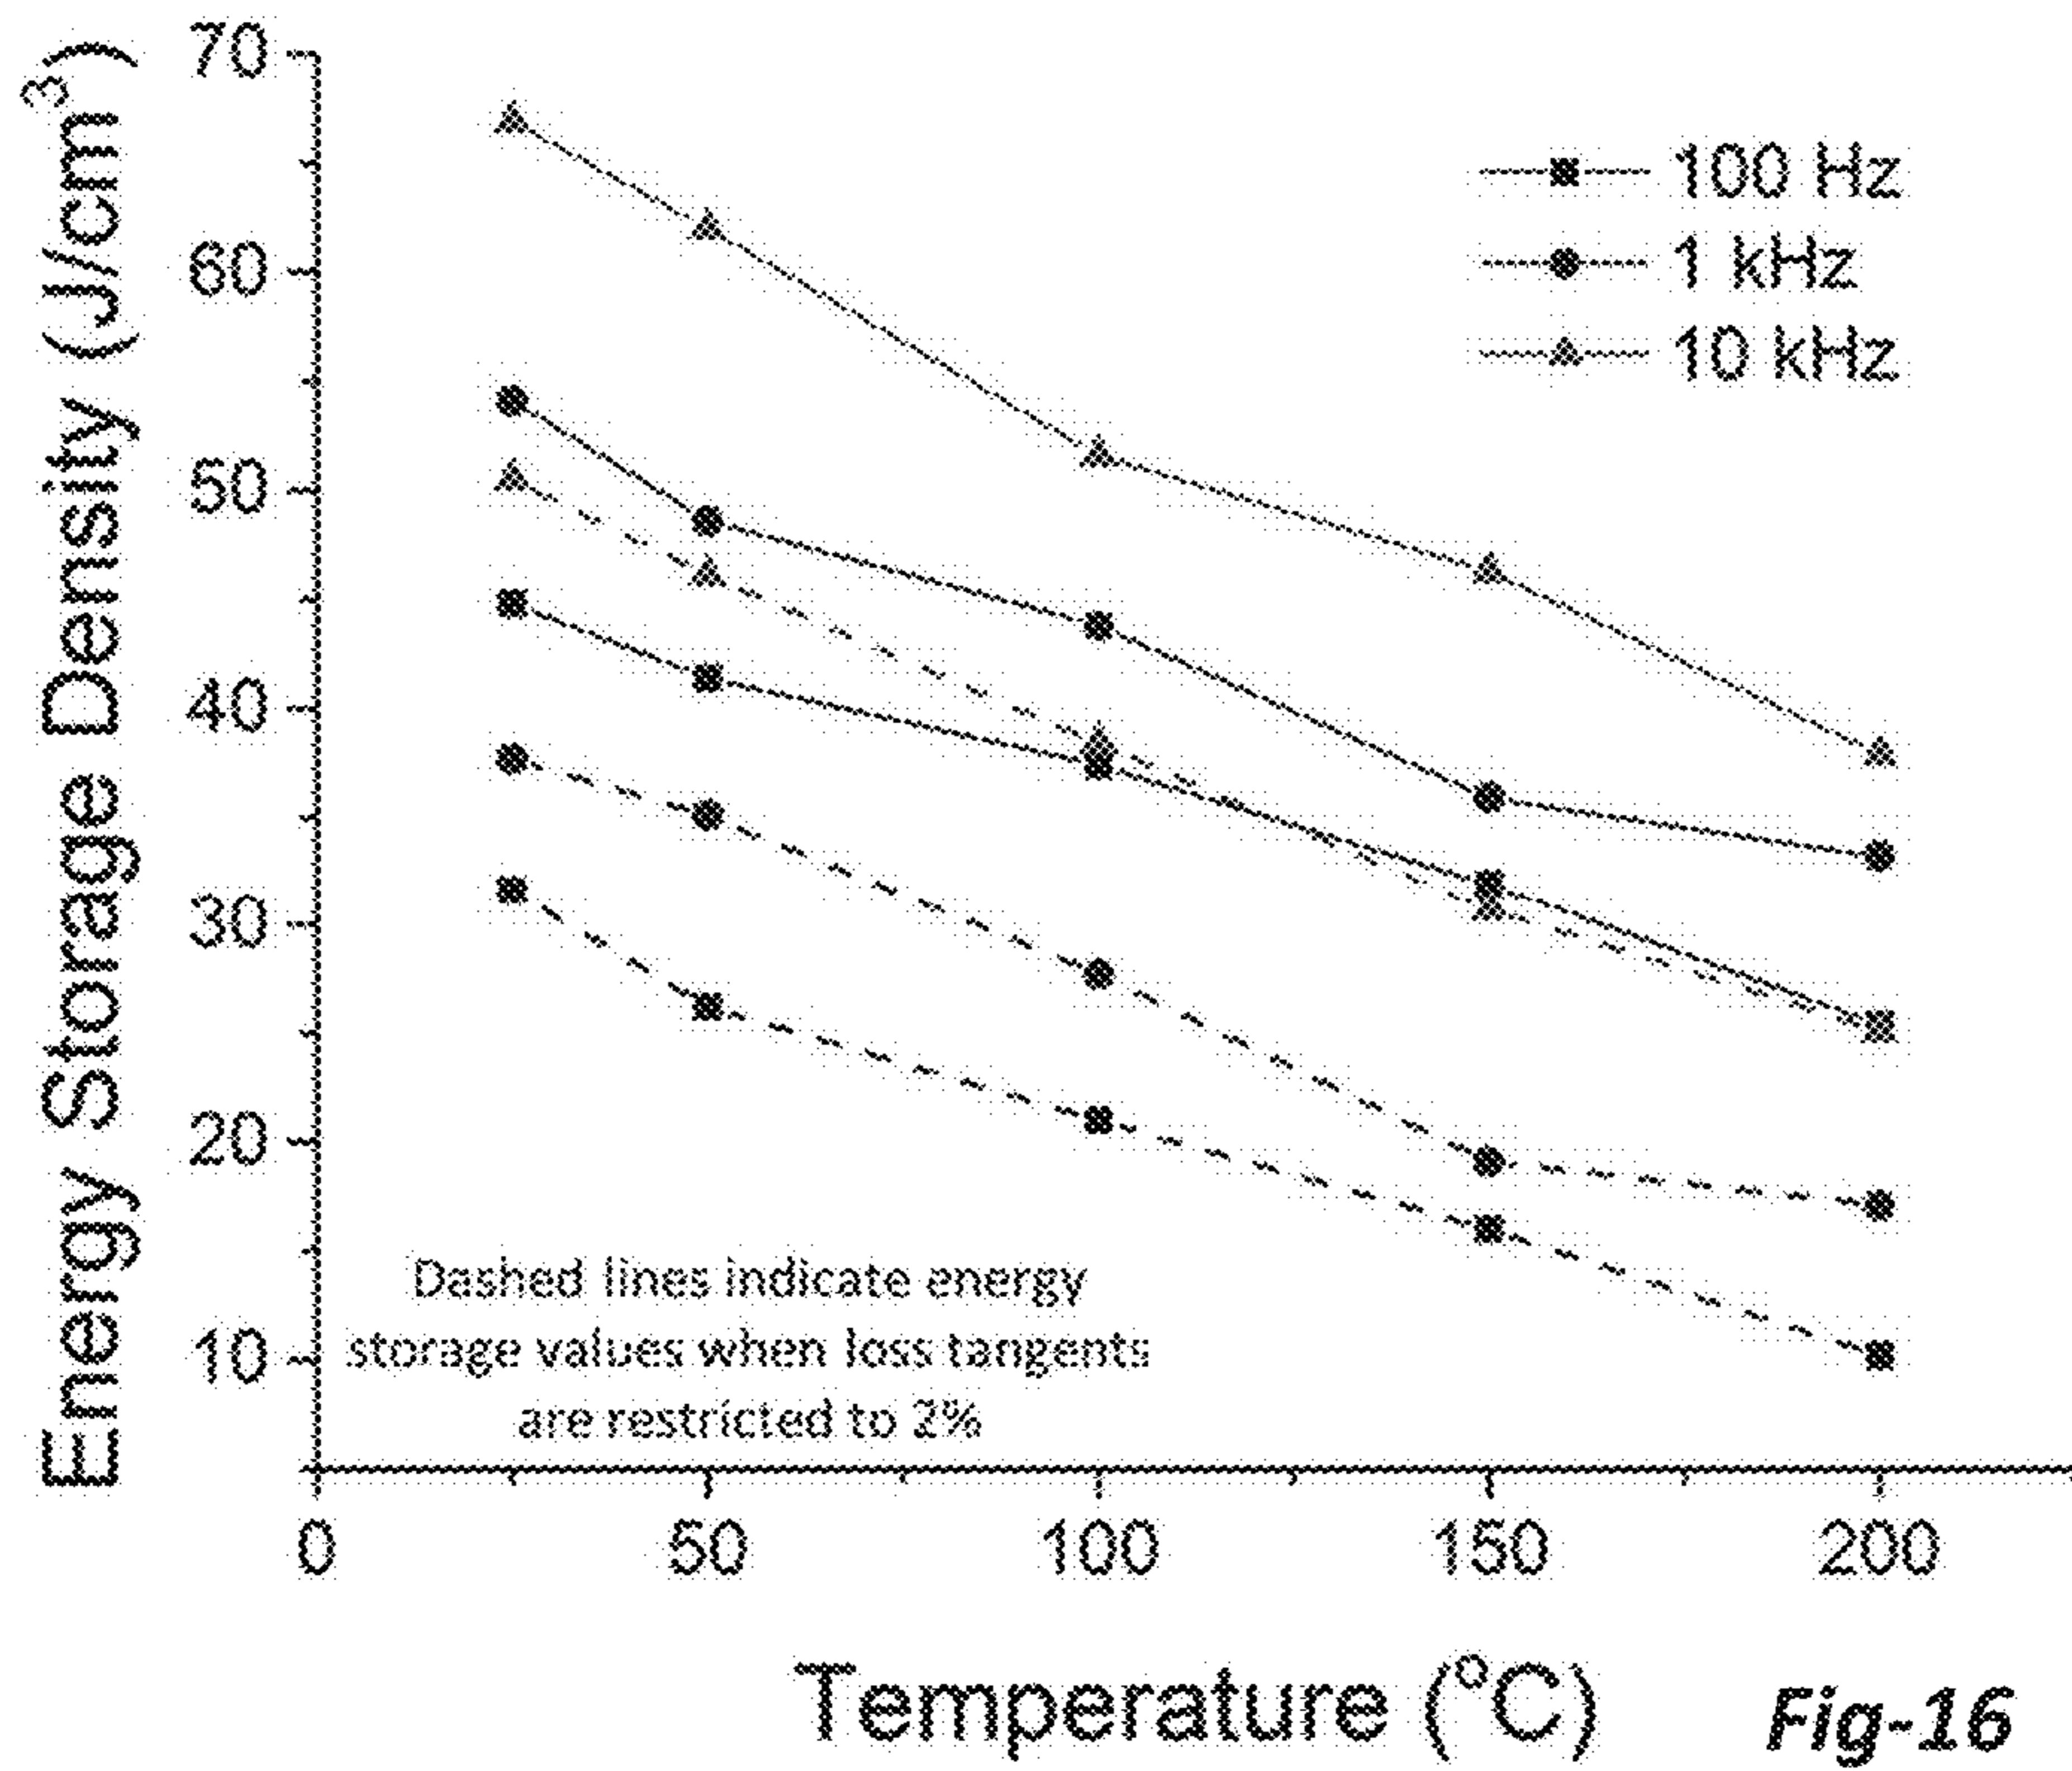 Energy Storage Density (J/cm³)
70
60
50
40
30
20
10
100 Hz
1 kHz
10 kHz
Dashed lines indicate energy
storage values when loss tangents
are restricted to 2%
0 50 100 150 200
Temperature (°C)
Fig-16